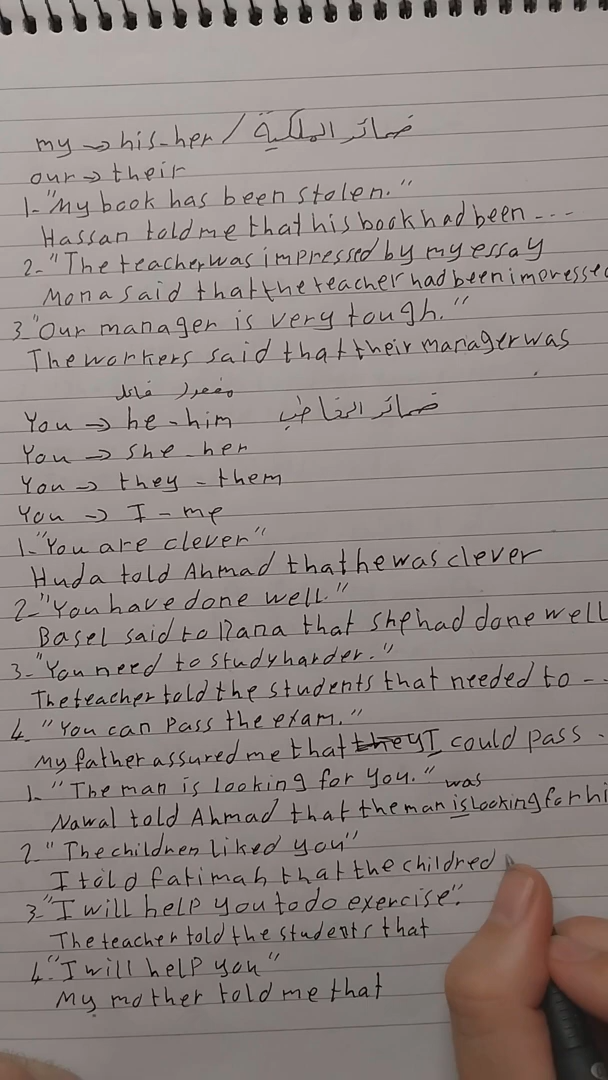 my → his-her / ضمائر الملكية
our → their
1-"My book has been stolen."
Hassan told me that his book had been ---
2-"The teacher was impressed by my essay
Mona said that the teacher had been impressed
3-"Our manager is very tough."
The workers said that their manager was
مفعول فاعل
You → he-him ضمائر المخاطب
You → she-her
You → they-them
You → I-me
1-"You are clever"
Huda told Ahmad that he was clever
2-"You have done well."
Basel said to Rana that she had done well
3-"You need to study harder."
The teacher told the students that needed to --
4-"You can pass the exam."
My father assured me that they I could pass -
1-"The man is looking for you." was
Nawal told Ahmad that the man is looking for hi
2-"The children liked you"
I told fatimah that the childred
3-"I will help you to do exercise".
The teacher told the students that
4-"I will help you"
My mother told me that